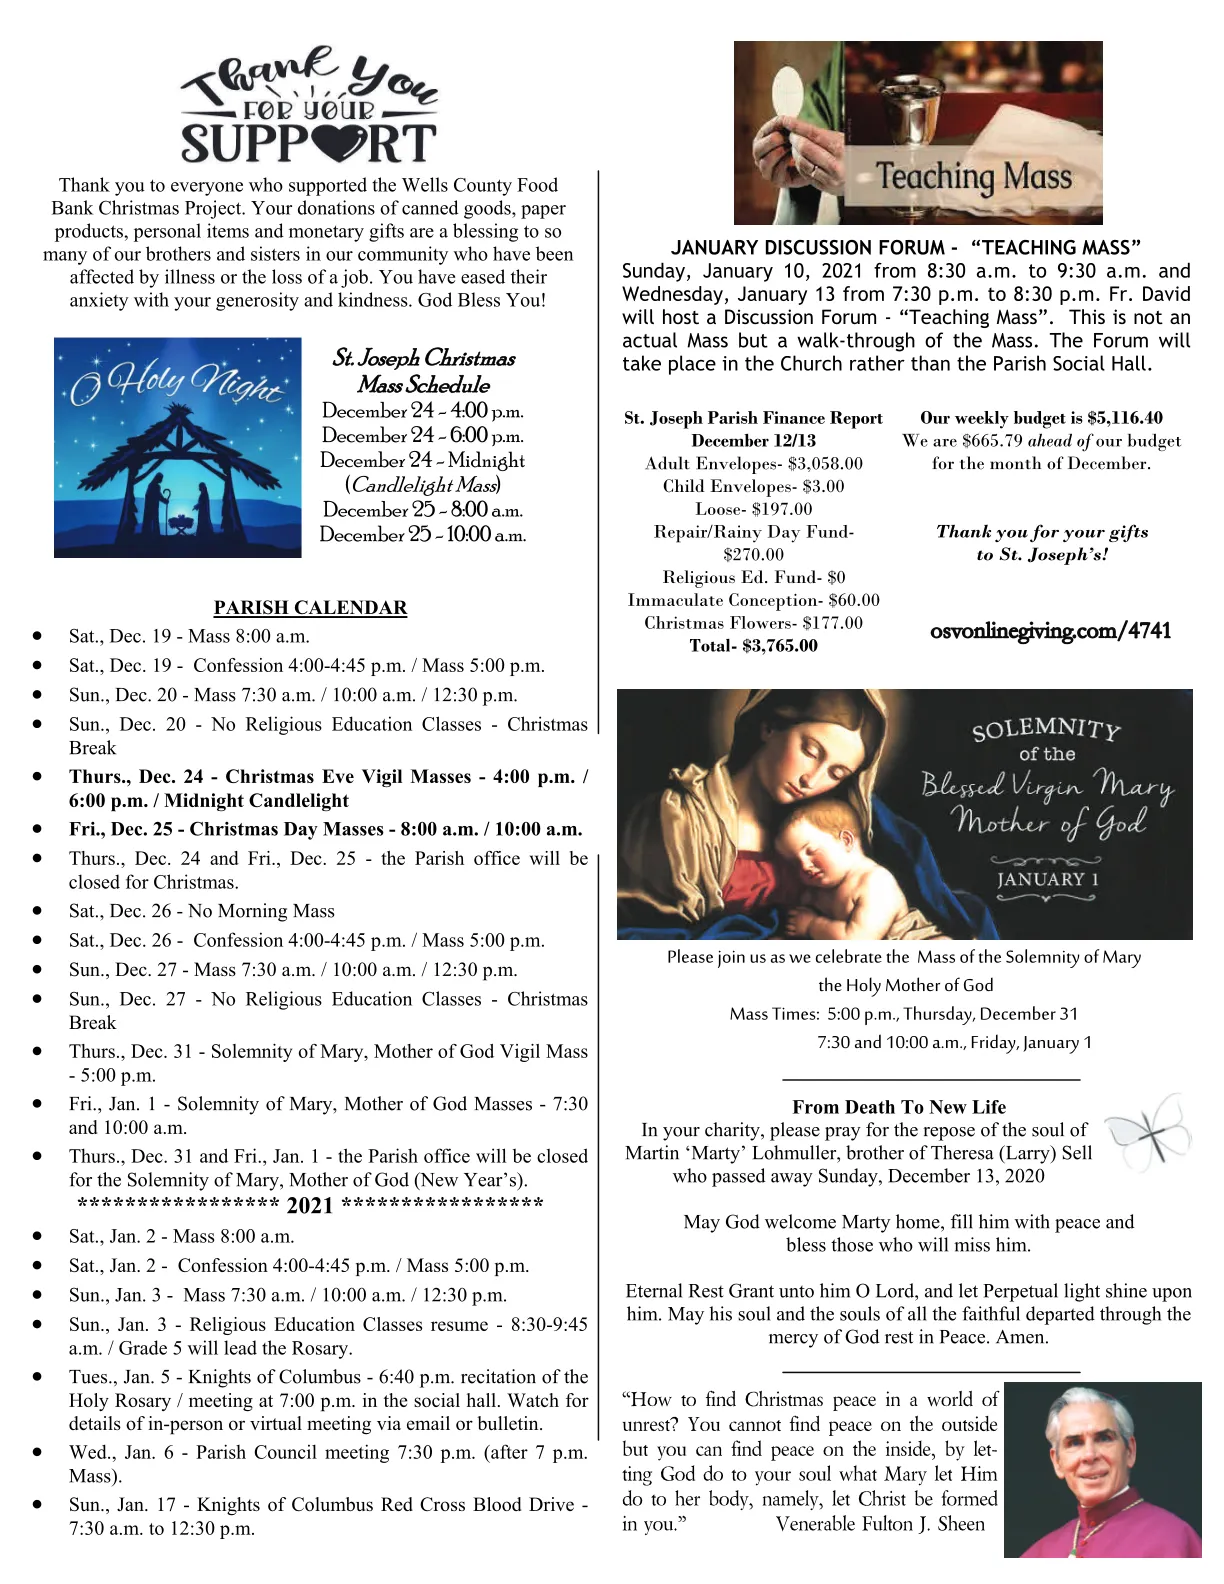 Thank You
FOR YOUR
SUPPORT
Thank you to everyone who supported the Wells County Food
Bank Christmas Project. Your donations of canned goods, paper
products, personal items and monetary gifts are a blessing to so
many of our brothers and sisters in our community who have been
affected by illness or the loss of a job. You have eased their
anxiety with your generosity and kindness. God Bless You!
O Holy Night
St. Joseph Christmas
Mass Schedule
December 24 - 4:00 p.m.
December 24 - 6:00 p.m.
December 24 - Midnight
(Candlelight Mass)
December 25 - 8:00 a.m.
December 25 - 10:00 a.m.
PARISH CALENDAR
• Sat., Dec. 19 - Mass 8:00 a.m.
• Sat., Dec. 19 - Confession 4:00-4:45 p.m. / Mass 5:00 p.m.
• Sun., Dec. 20 - Mass 7:30 a.m. / 10:00 a.m. / 12:30 p.m.
• Sun., Dec. 20 - No Religious Education Classes - Christmas
Break
• Thurs., Dec. 24 - Christmas Eve Vigil Masses - 4:00 p.m. /
6:00 p.m. / Midnight Candlelight
• Fri., Dec. 25 - Christmas Day Masses - 8:00 a.m. / 10:00 a.m.
• Thurs., Dec. 24 and Fri., Dec. 25 - the Parish office will be
closed for Christmas.
• Sat., Dec. 26 - No Morning Mass
• Sat., Dec. 26 - Confession 4:00-4:45 p.m. / Mass 5:00 p.m.
• Sun., Dec. 27 - Mass 7:30 a.m. / 10:00 a.m. / 12:30 p.m.
• Sun., Dec. 27 - No Religious Education Classes - Christmas
Break
• Thurs., Dec. 31 - Solemnity of Mary, Mother of God Vigil Mass
- 5:00 p.m.
• Fri., Jan. 1 - Solemnity of Mary, Mother of God Masses - 7:30
and 10:00 a.m.
• Thurs., Dec. 31 and Fri., Jan. 1 - the Parish office will be closed
for the Solemnity of Mary, Mother of God (New Year's).
***************** 2021 *****************
• Sat., Jan. 2 - Mass 8:00 a.m.
• Sat., Jan. 2 - Confession 4:00-4:45 p.m. / Mass 5:00 p.m.
• Sun., Jan. 3 - Mass 7:30 a.m. / 10:00 a.m. / 12:30 p.m.
• Sun., Jan. 3 - Religious Education Classes resume - 8:30-9:45
a.m. / Grade 5 will lead the Rosary.
• Tues., Jan. 5 - Knights of Columbus - 6:40 p.m. recitation of the
Holy Rosary / meeting at 7:00 p.m. in the social hall. Watch for
details of in-person or virtual meeting via email or bulletin.
• Wed., Jan. 6 - Parish Council meeting 7:30 p.m. (after 7 p.m.
Mass).
• Sun., Jan. 17 - Knights of Columbus Red Cross Blood Drive -
7:30 a.m. to 12:30 p.m.
Teaching Mass
JANUARY DISCUSSION FORUM - “TEACHING MASS”
Sunday, January 10, 2021 from 8:30 a.m. to 9:30 a.m. and
Wednesday, January 13 from 7:30 p.m. to 8:30 p.m. Fr. David
will host a Discussion Forum - “Teaching Mass”. This is not an
actual Mass but a walk-through of the Mass. The Forum will
take place in the Church rather than the Parish Social Hall.
St. Joseph Parish Finance Report
December 12/13
Adult Envelopes- $3,058.00
Child Envelopes- $3.00
Loose- $197.00
Repair/Rainy Day Fund-
$270.00
Religious Ed. Fund- $0
Immaculate Conception- $60.00
Christmas Flowers- $177.00
Total- $3,765.00
Our weekly budget is $5,116.40
We are $665.79 ahead of our budget
for the month of December.
Thank you for your gifts
to St. Joseph's!
osvonlinegiving.com/4741
SOLEMNITY
of the
Blessed Virgin Mary
Mother of God
JANUARY 1
Please join us as we celebrate the Mass of the Solemnity of Mary
the Holy Mother of God
Mass Times: 5:00 p.m., Thursday, December 31
7:30 and 10:00 a.m., Friday, January 1
From Death To New Life
In your charity, please pray for the repose of the soul of
Martin ‘Marty’ Lohmuller, brother of Theresa (Larry) Sell
who passed away Sunday, December 13, 2020
May God welcome Marty home, fill him with peace and
bless those who will miss him.
Eternal Rest Grant unto him O Lord, and let Perpetual light shine upon
him. May his soul and the souls of all the faithful departed through the
mercy of God rest in Peace. Amen.
“How to find Christmas peace in a world of
unrest? You cannot find peace on the outside
but you can find peace on the inside, by let-
ting God do to your soul what Mary let Him
do to her body, namely, let Christ be formed
in you.” Venerable Fulton J. Sheen